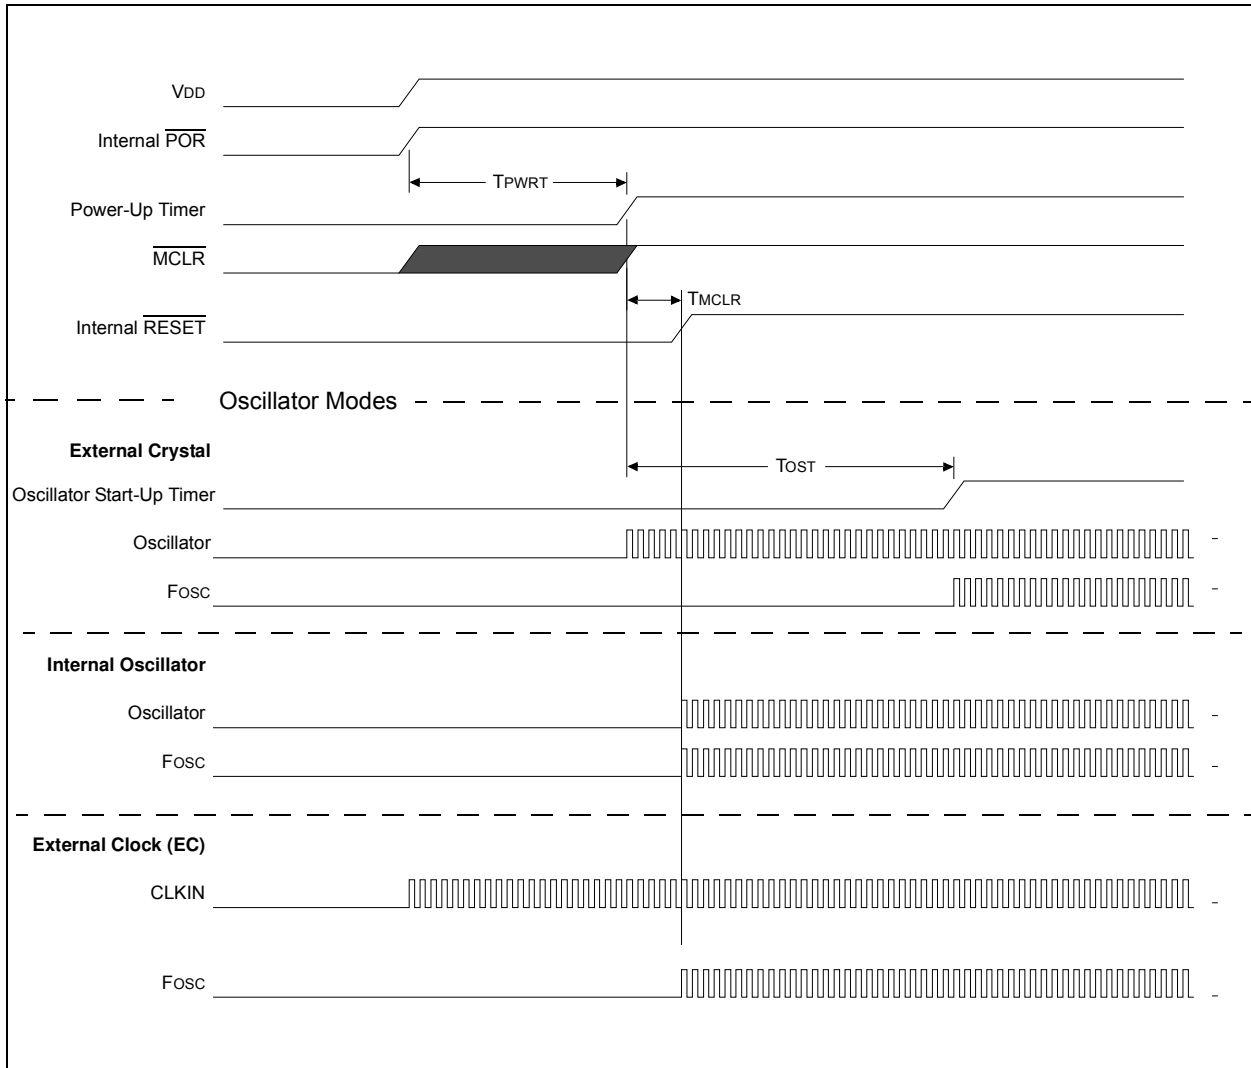 VDD
Internal POR
TPWRT
Power-Up Timer
MCLR
TMCLR
Internal RESET
Oscillator Modes
External Crystal
TOST
Oscillator Start-Up Timer
Oscillator
FOSC
Internal Oscillator
Oscillator
FOSC
External Clock (EC)
CLKIN
FOSC